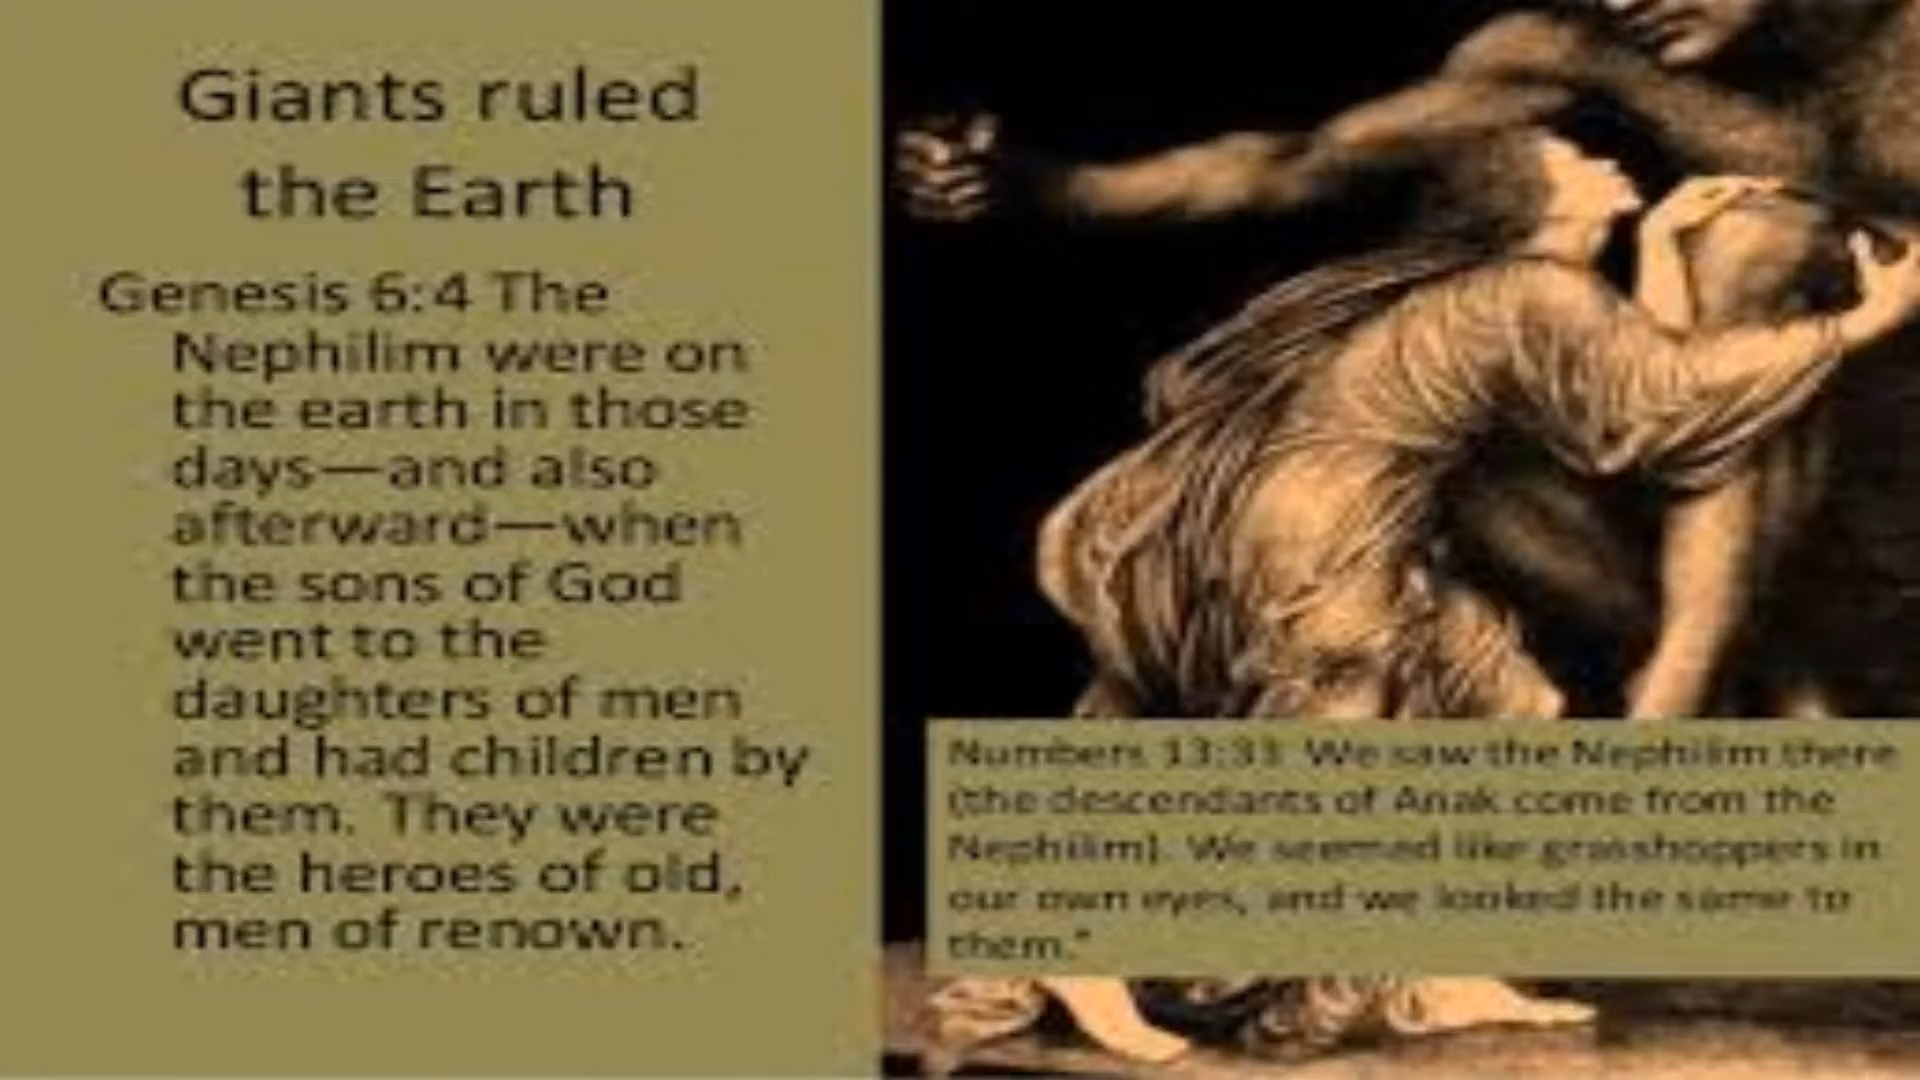 Giants ruled
the Earth
Genesis 6:4 The
Nephilim were on
the earth in those
days—and also
afterward—when
the sons of God
went to the
daughters of men
and had children by
them. They were
the heroes of old,
men of renown.
Numbers 13:33 We saw the Nephilim there
(the descendants of Anak come from the
Nephilim). We seemed like grasshoppers in
our own eyes, and we looked the same to
them."